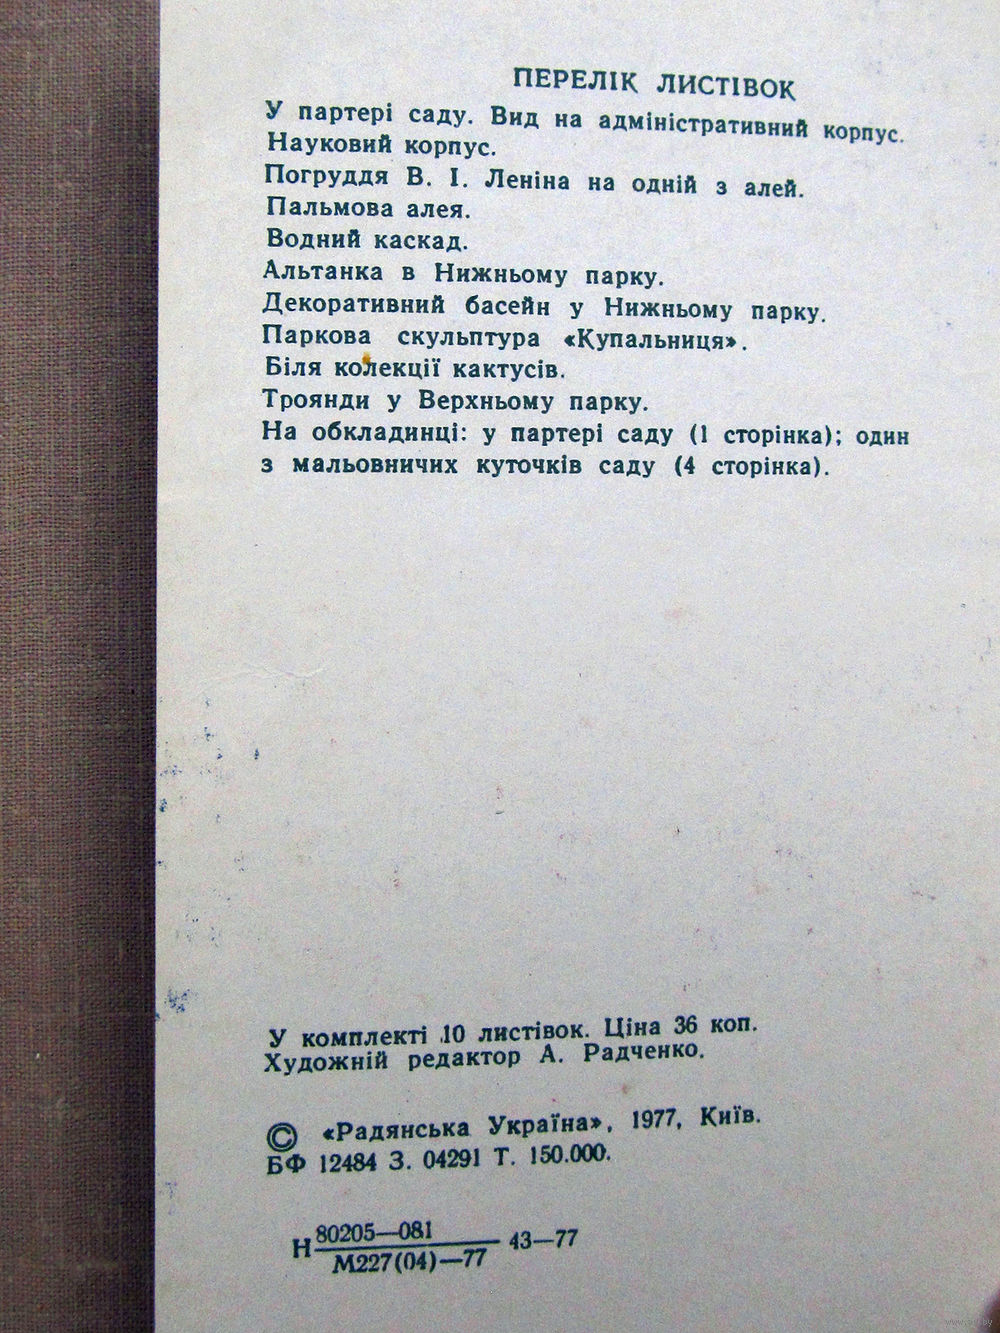 ПЕРЕЛІК ЛИСТІВОК
У партері саду. Вид на адміністративний корпус.
Науковий корпус.
Погруддя В. І. Леніна на одній з алей.
Пальмова алея.
Водний каскад.
Альтанка в Нижньому парку.
Декоративний басейн у Нижньому парку.
Паркова скульптура «Купальниця».
Біля колекції кактусів.
Троянди у Верхньому парку.
На обкладинці: у партері саду (1 сторінка); один
з мальовничих куточків саду (4 сторінка).
У комплекті 10 листівок. Ціна 36 коп.
Художній редактор А. Радченко.
© «Радянська Україна», 1977, Київ.
БФ 12484 З. 04291 Т. 150.000.
Н 80205—081 43—77
М227(04)—77